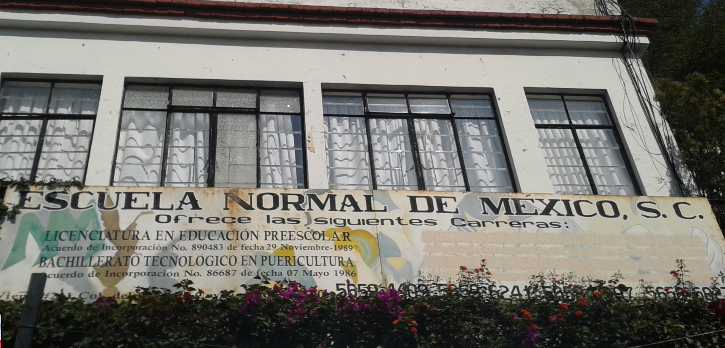 ESCUELA NORMAL DE MEXICO, S.C.
Ofrece las siguientes Carreras:
LICENCIATURA EN EDUCACION PREESCOLAR
Acuerdo de Incorporación No. 890483 de fecha 29 Noviembre-1989
BACHILLERATO TECNOLOGICO EN PUERICULTURA
Acuerdo de Incorporación No. 86687 de fecha 07 Mayo 1986